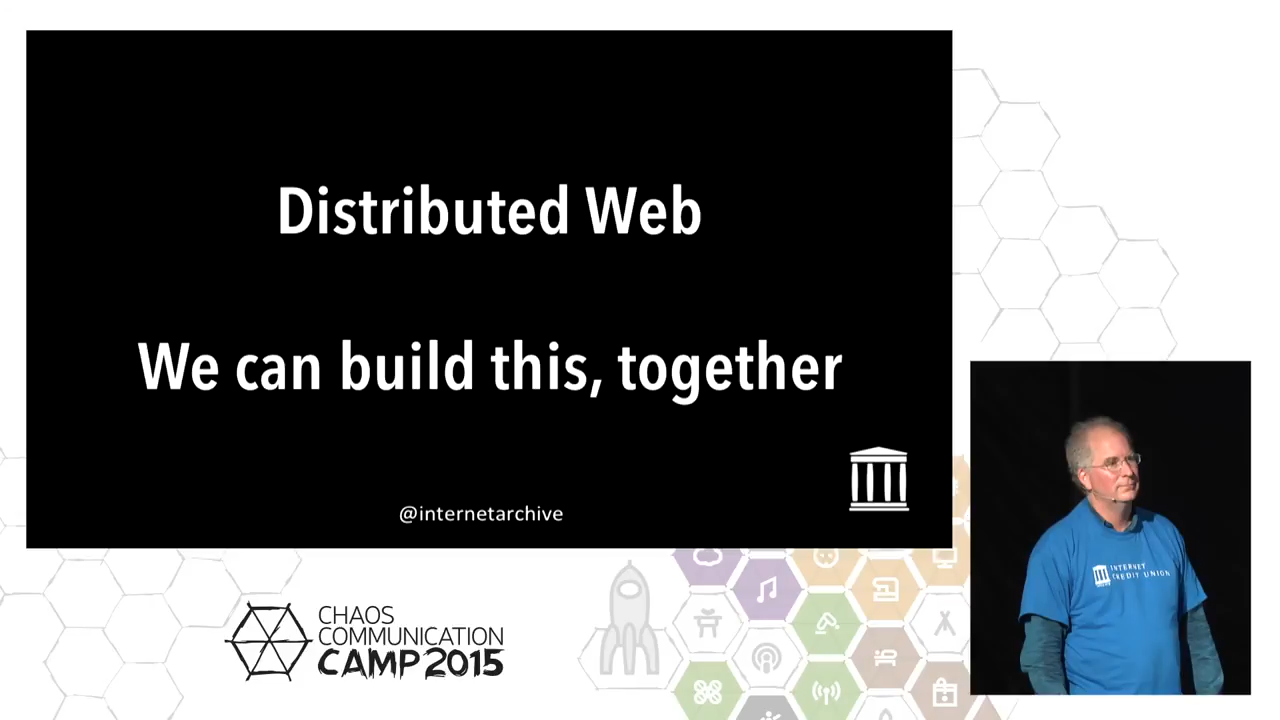 Distributed Web
We can build this, together
@internetarchive
INTERNET
CREDIT UNION
CHAOS
COMMUNICATION
CAMP 2015